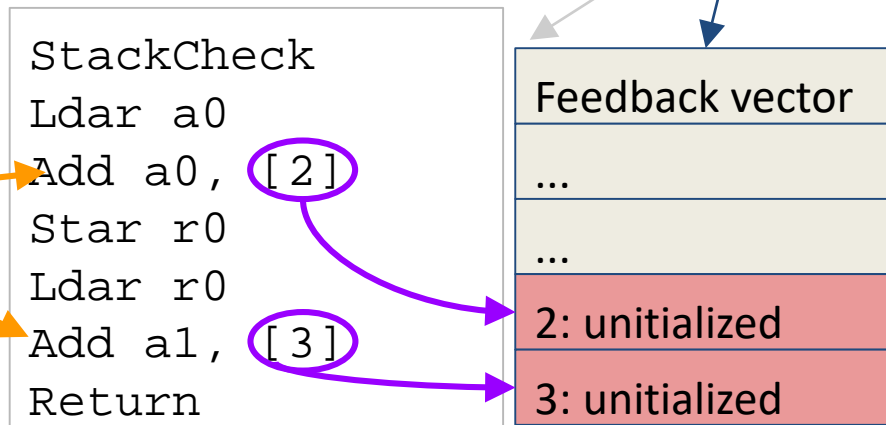 StackCheck
Ldar a0
Add a0, [2]
Star r0
Ldar r0
Add a1, [3]
Return
Feedback vector
...
...
2: unitialized
3: unitialized